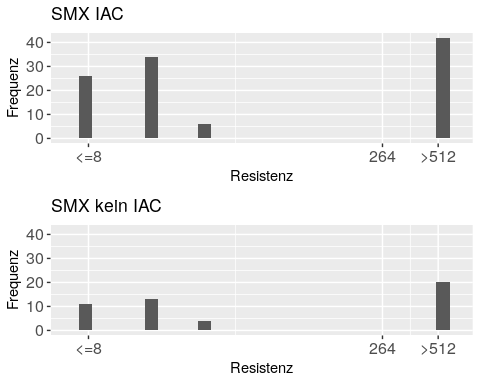 SMX IAC
Frequenz
40
30
20
10
0
<=8
264
>512
Resistenz
SMX kein IAC
Frequenz
40
30
20
10
0
<=8
264
>512
Resistenz